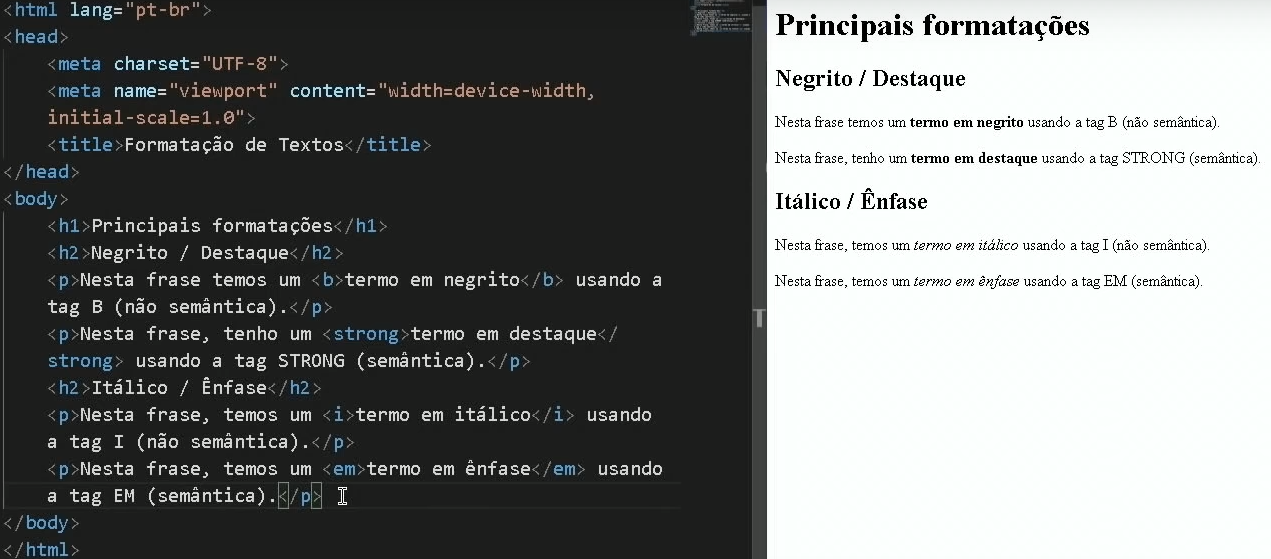 <html lang="pt-br">
<head>
<meta charset="UTF-8">
<meta name="viewport" content="width=device-width,
initial-scale=1.0">
<title>Formatação de Textos</title>
</head>
<body>
<h1>Principais formatações</h1>
<h2>Negrito / Destaque</h2>
<p>Nesta frase temos um <b>termo em negrito</b> usando a
tag B (não semântica).</p>
<p>Nesta frase, tenho um <strong>termo em destaque</
strong> usando a tag STRONG (semântica).</p>
<h2>Itálico / Ênfase</h2>
<p>Nesta frase, temos um <i>termo em itálico</i> usando
a tag I (não semântica).</p>
<p>Nesta frase, temos um <em>termo em ênfase</em> usando
a tag EM (semântica).</p>
</body>
</html>
Principais formatações
Negrito / Destaque
Nesta frase temos um termo em negrito usando a tag B (não semântica).
Nesta frase, tenho um termo em destaque usando a tag STRONG (semântica).
Itálico / Ênfase
Nesta frase, temos um termo em itálico usando a tag I (não semântica).
Nesta frase, temos um termo em ênfase usando a tag EM (semântica).
T